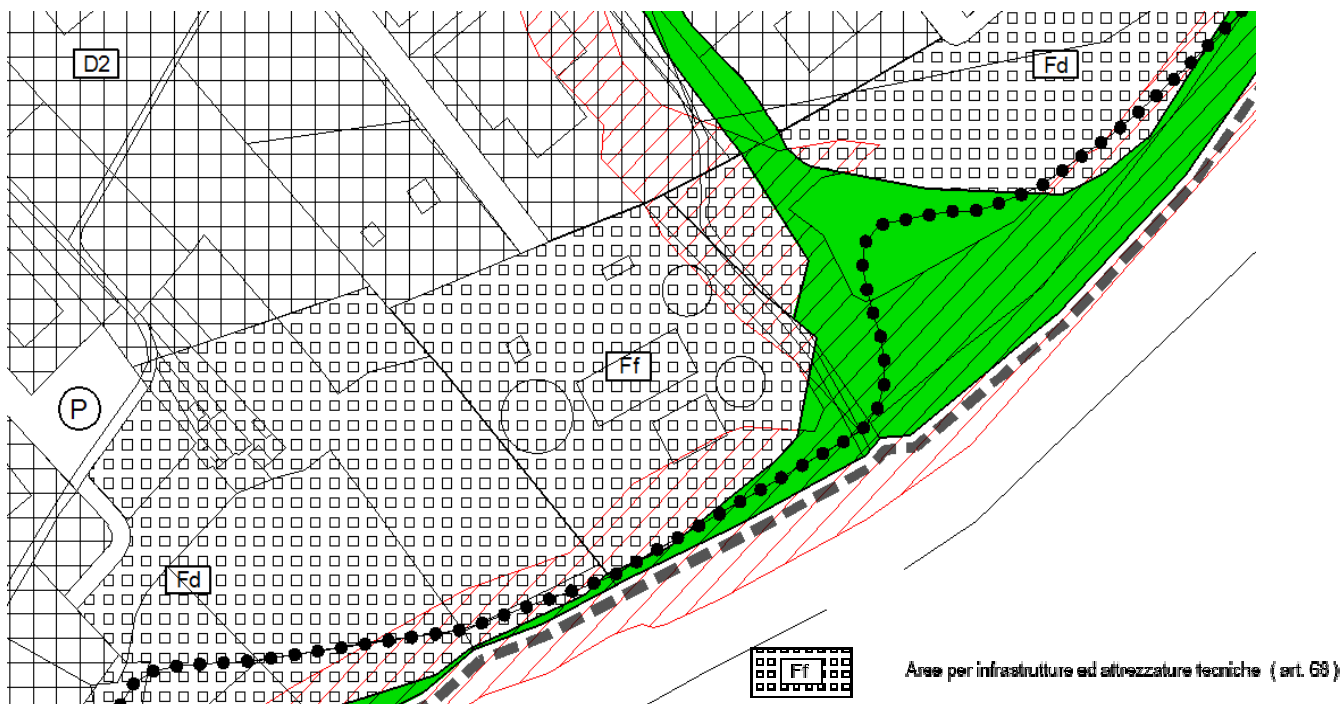 D2
Fd
Ff
P
Fd
Ff Aree per infrastrutture ed attrezzature tecniche ( art. 68 )